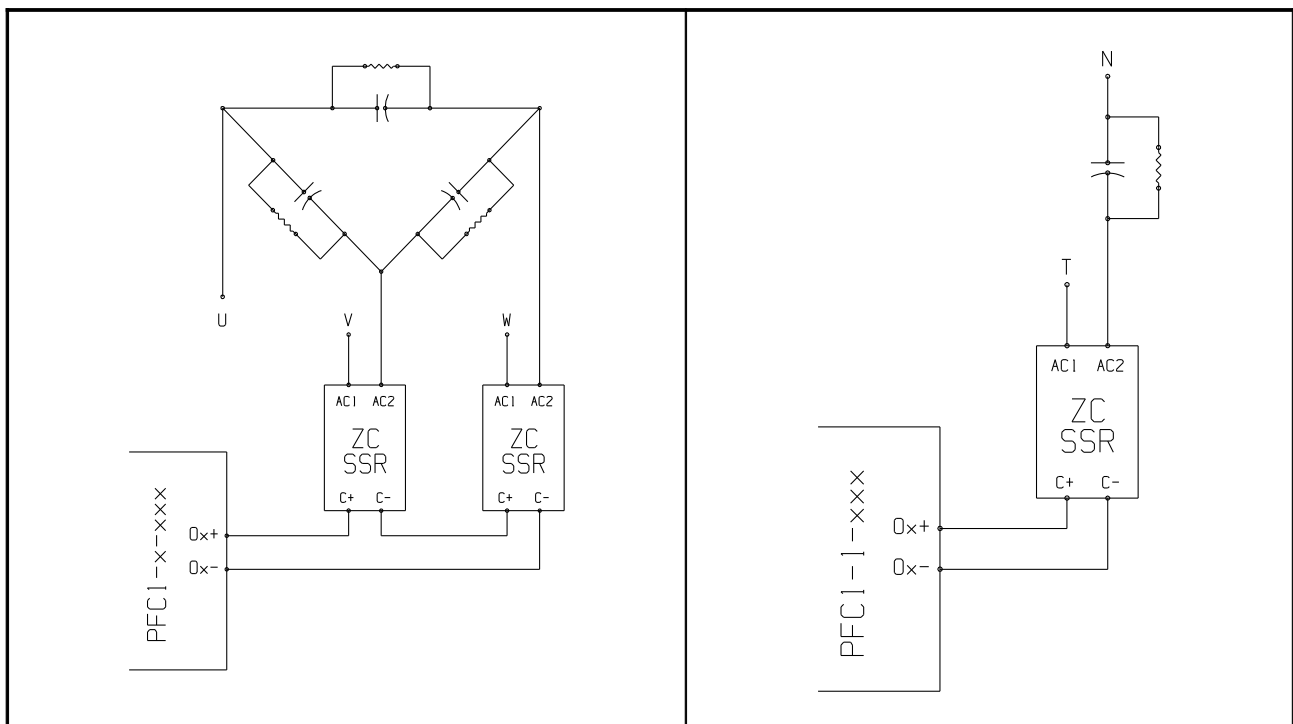 U
V
W
AC1 AC2
ZC
SSR
C+ C-
AC1 AC2
ZC
SSR
C+ C-
PFC1-x-xxx
Ox+
Ox-
N
T
AC1 AC2
ZC
SSR
C+ C-
PFC1-1-xxx
Ox+
Ox-